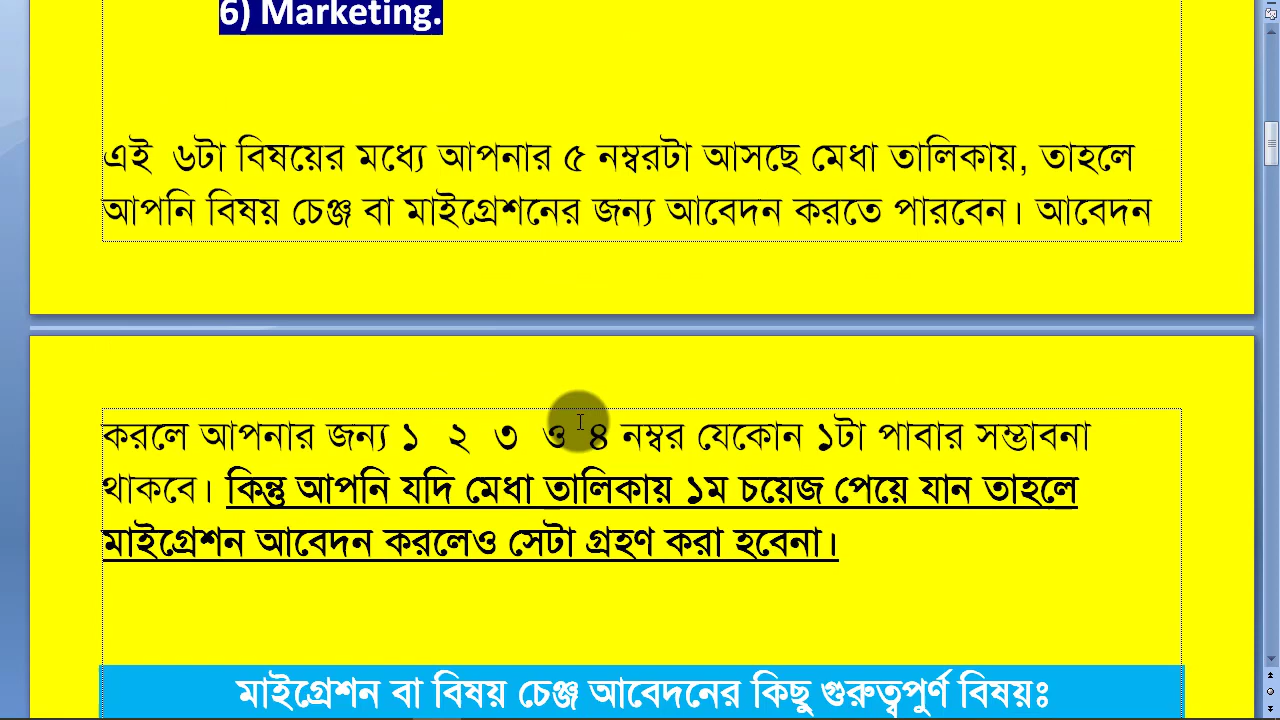 6) Marketing.
এই ৬টা বিষয়ের মধ্যে আপনার ৫ নম্বরটা আসছে মেধা তালিকায়, তাহলে
আপনি বিষয় চেঞ্জ বা মাইগ্রেশনের জন্য আবেদন করতে পারবেন। আবেদন
করলে আপনার জন্য ১ ২ ৩ ও ৪ নম্বর যেকোন ১টা পাবার সম্ভাবনা
থাকবে। কিন্তু আপনি যদি মেধা তালিকায় ১ম চয়েজ পেয়ে যান তাহলে
মাইগ্রেশন আবেদন করলেও সেটা গ্রহণ করা হবেনা।
মাইগ্রেশন বা বিষয় চেঞ্জ আবেদনের কিছু গুরুত্বপুর্ণ বিষয়ঃ